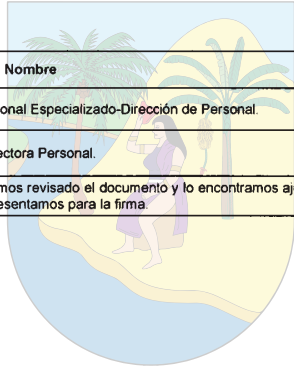 Nombre
onal Especializado-Dirección de Personal.
ectora Personal.
mos revisado el documento y lo encontramos aj
esentamos para la firma.